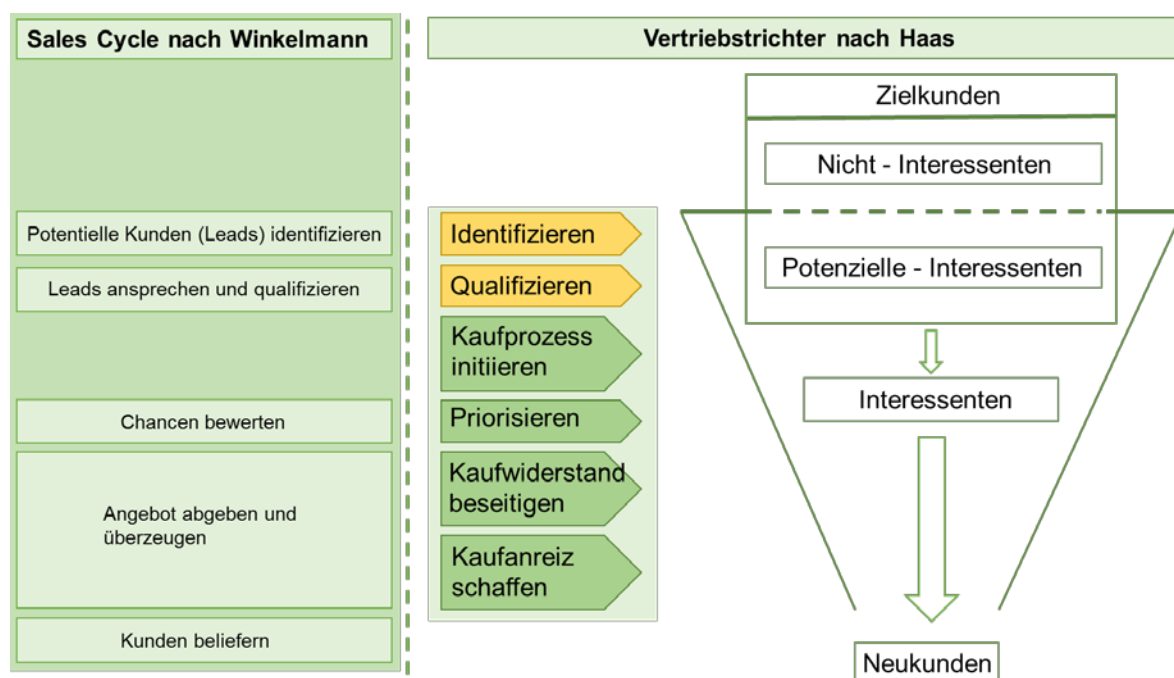 Sales Cycle nach Winkelmann
Potentielle Kunden (Leads) identifizieren
Leads ansprechen und qualifizieren
Chancen bewerten
Angebot abgeben und
überzeugen
Kunden beliefern
Vertriebstrichter nach Haas
Identifizieren
Qualifizieren
Kaufprozess
initiieren
Priorisieren
Kaufwiderstand
beseitigen
Kaufanreiz
schaffen
Zielkunden
Nicht - Interessenten
Potenzielle - Interessenten
Interessenten
Neukunden